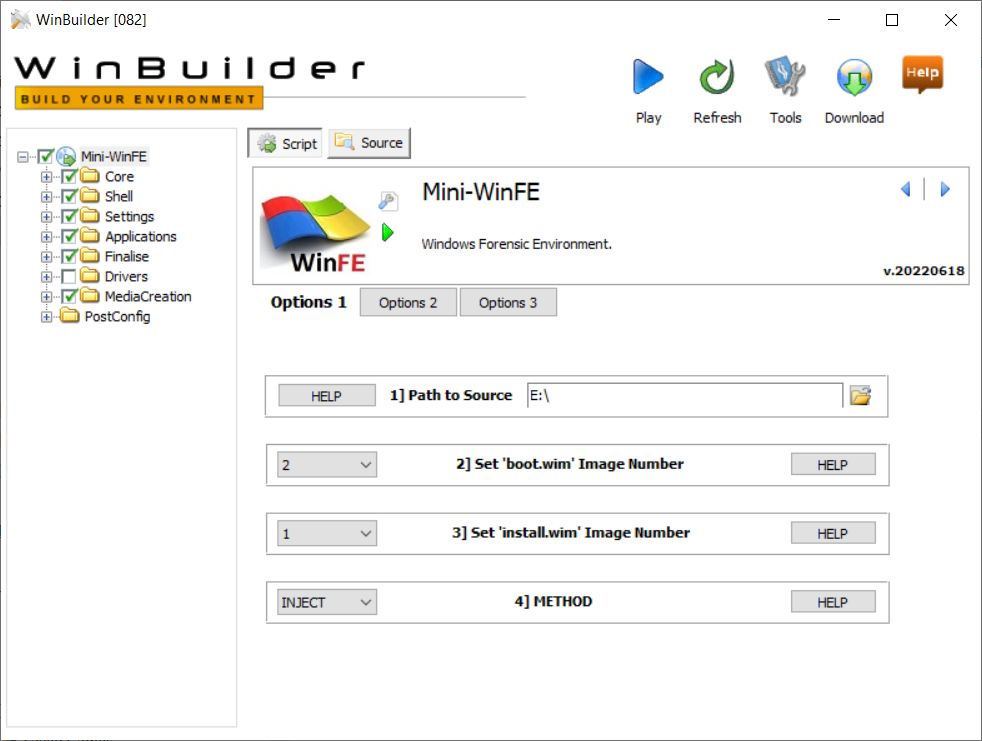 WinBuilder [082]
WinBuilder
BUILD YOUR ENVIRONMENT
Play
Refresh
Tools
Download
Help
Mini-WinFE
Core
Shell
Settings
Applications
Finalise
Drivers
MediaCreation
PostConfig
Script
Source
Mini-WinFE
WinFE
Windows Forensic Environment.
v.20220618
Options 1
Options 2
Options 3
HELP
1] Path to Source
E:\
2
2] Set 'boot.wim' Image Number
HELP
1
3] Set 'install.wim' Image Number
HELP
INJECT
4] METHOD
HELP